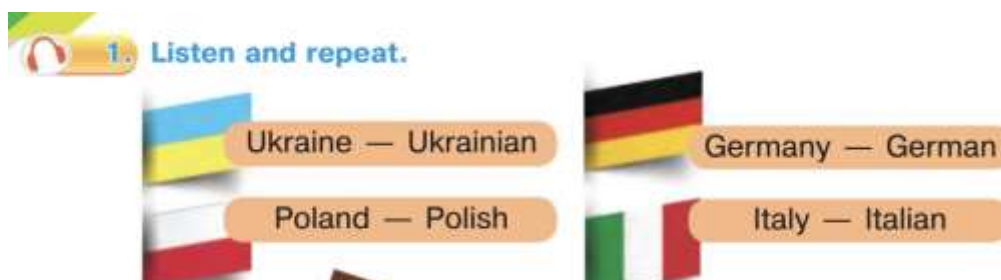 1. Listen and repeat.
Ukraine — Ukrainian
Germany — German
Poland — Polish
Italy — Italian